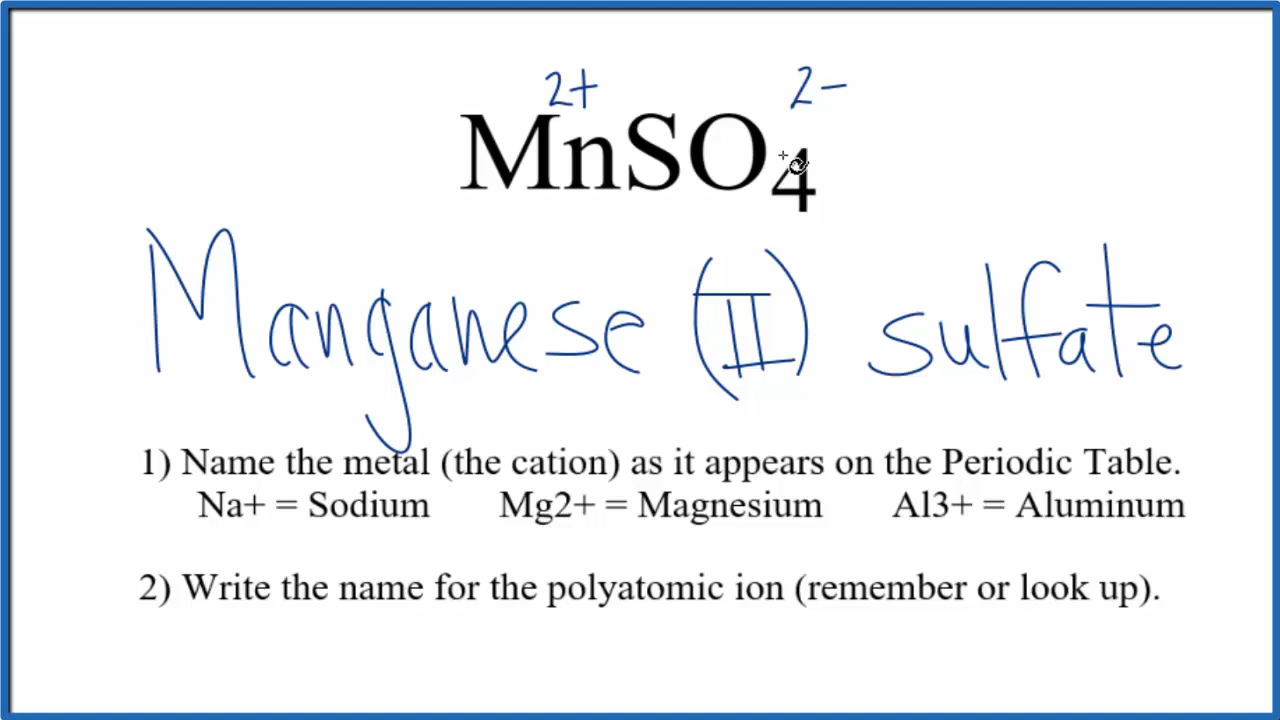 2+ 2-
MnSO4
Manganese (II) sulfate
1) Name the metal (the cation) as it appears on the Periodic Table.
Na+ = Sodium Mg2+ = Magnesium Al3+ = Aluminum
2) Write the name for the polyatomic ion (remember or look up).